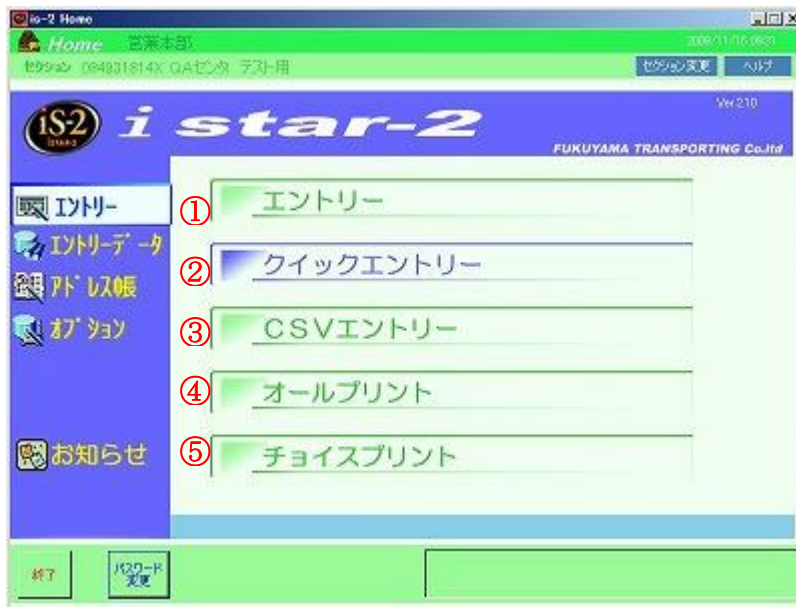 is-2 Home
Home 営業本部 2009/11/16 0921
セクション 084931814X QAセンタ テスト用 セクション変更 ヘルプ
iS-2 i star-2 Ver.2.10
ISTAR-2
FUKUYAMA TRANSPORTING Co.ltd
エントリー
エントリーデータ
アドレス帳
オプション
お知らせ
① エントリー
② クイックエントリー
③ CSVエントリー
④ オールプリント
⑤ チョイスプリント
終了
パスワード
変更